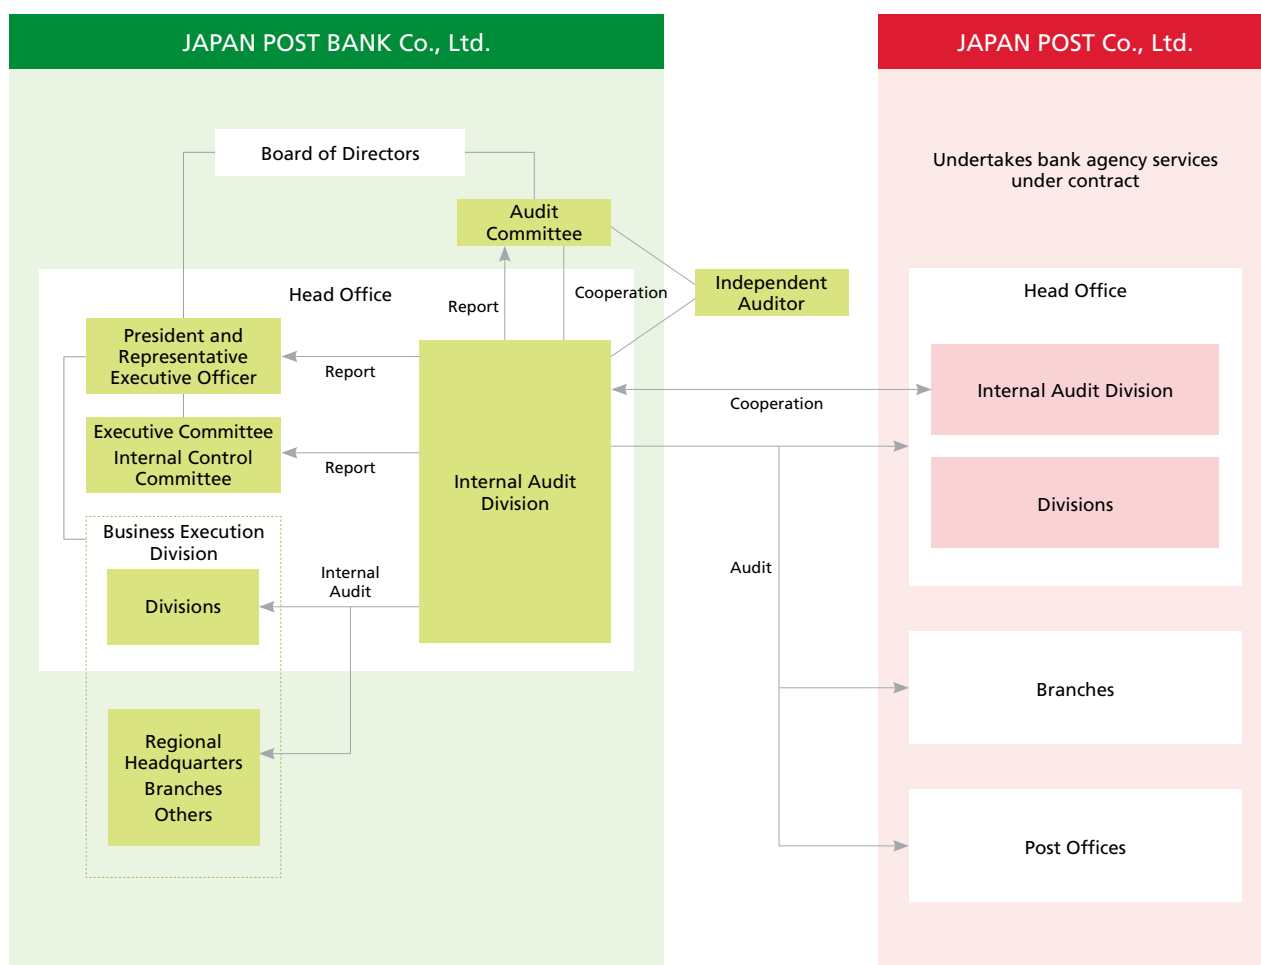 JAPAN POST BANK Co., Ltd.
Board of Directors
Audit
Committee
Independent
Auditor
Head Office
Report
Cooperation
President and
Representative
Executive Officer
Report
Executive Committee
Internal Control
Committee
Report
Internal Audit
Division
Business Execution
Division
Internal
Audit
Divisions
Regional
Headquarters
Branches
Others
Cooperation
Audit
JAPAN POST Co., Ltd.
Undertakes bank agency services
under contract
Head Office
Internal Audit Division
Divisions
Branches
Post Offices